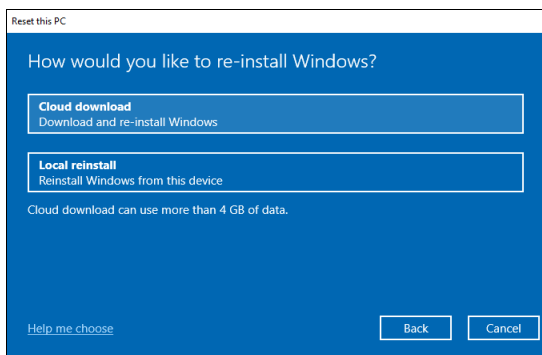 Reset this PC
How would you like to re-install Windows?
Cloud download
Download and re-install Windows
Local reinstall
Reinstall Windows from this device
Cloud download can use more than 4 GB of data.
Help me choose
Back
Cancel